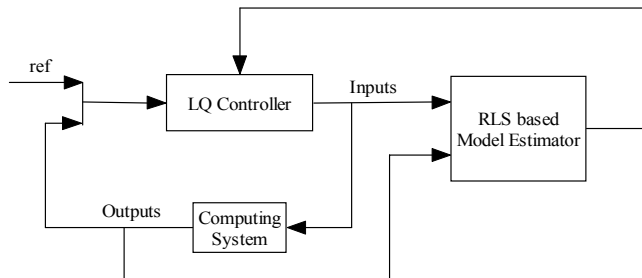 ref
LQ Controller
Inputs
RLS based
Model Estimator
Outputs
Computing
System